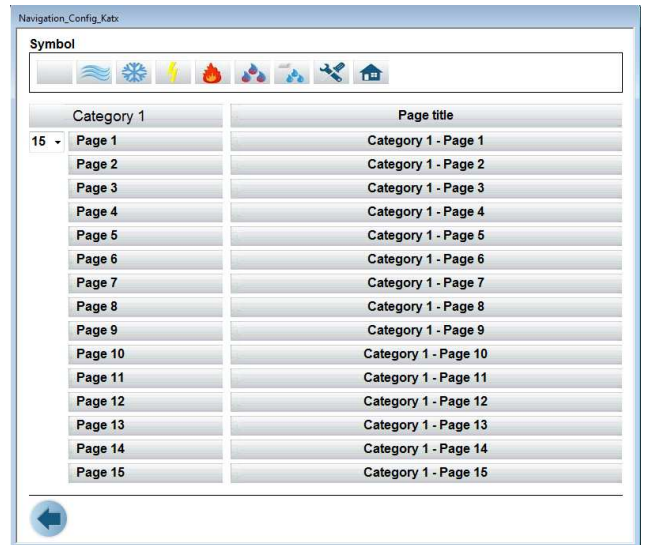 Navigation_Config_Katx
Symbol
Category 1 Page title
15 Page 1 Category 1 - Page 1
Page 2 Category 1 - Page 2
Page 3 Category 1 - Page 3
Page 4 Category 1 - Page 4
Page 5 Category 1 - Page 5
Page 6 Category 1 - Page 6
Page 7 Category 1 - Page 7
Page 8 Category 1 - Page 8
Page 9 Category 1 - Page 9
Page 10 Category 1 - Page 10
Page 11 Category 1 - Page 11
Page 12 Category 1 - Page 12
Page 13 Category 1 - Page 13
Page 14 Category 1 - Page 14
Page 15 Category 1 - Page 15